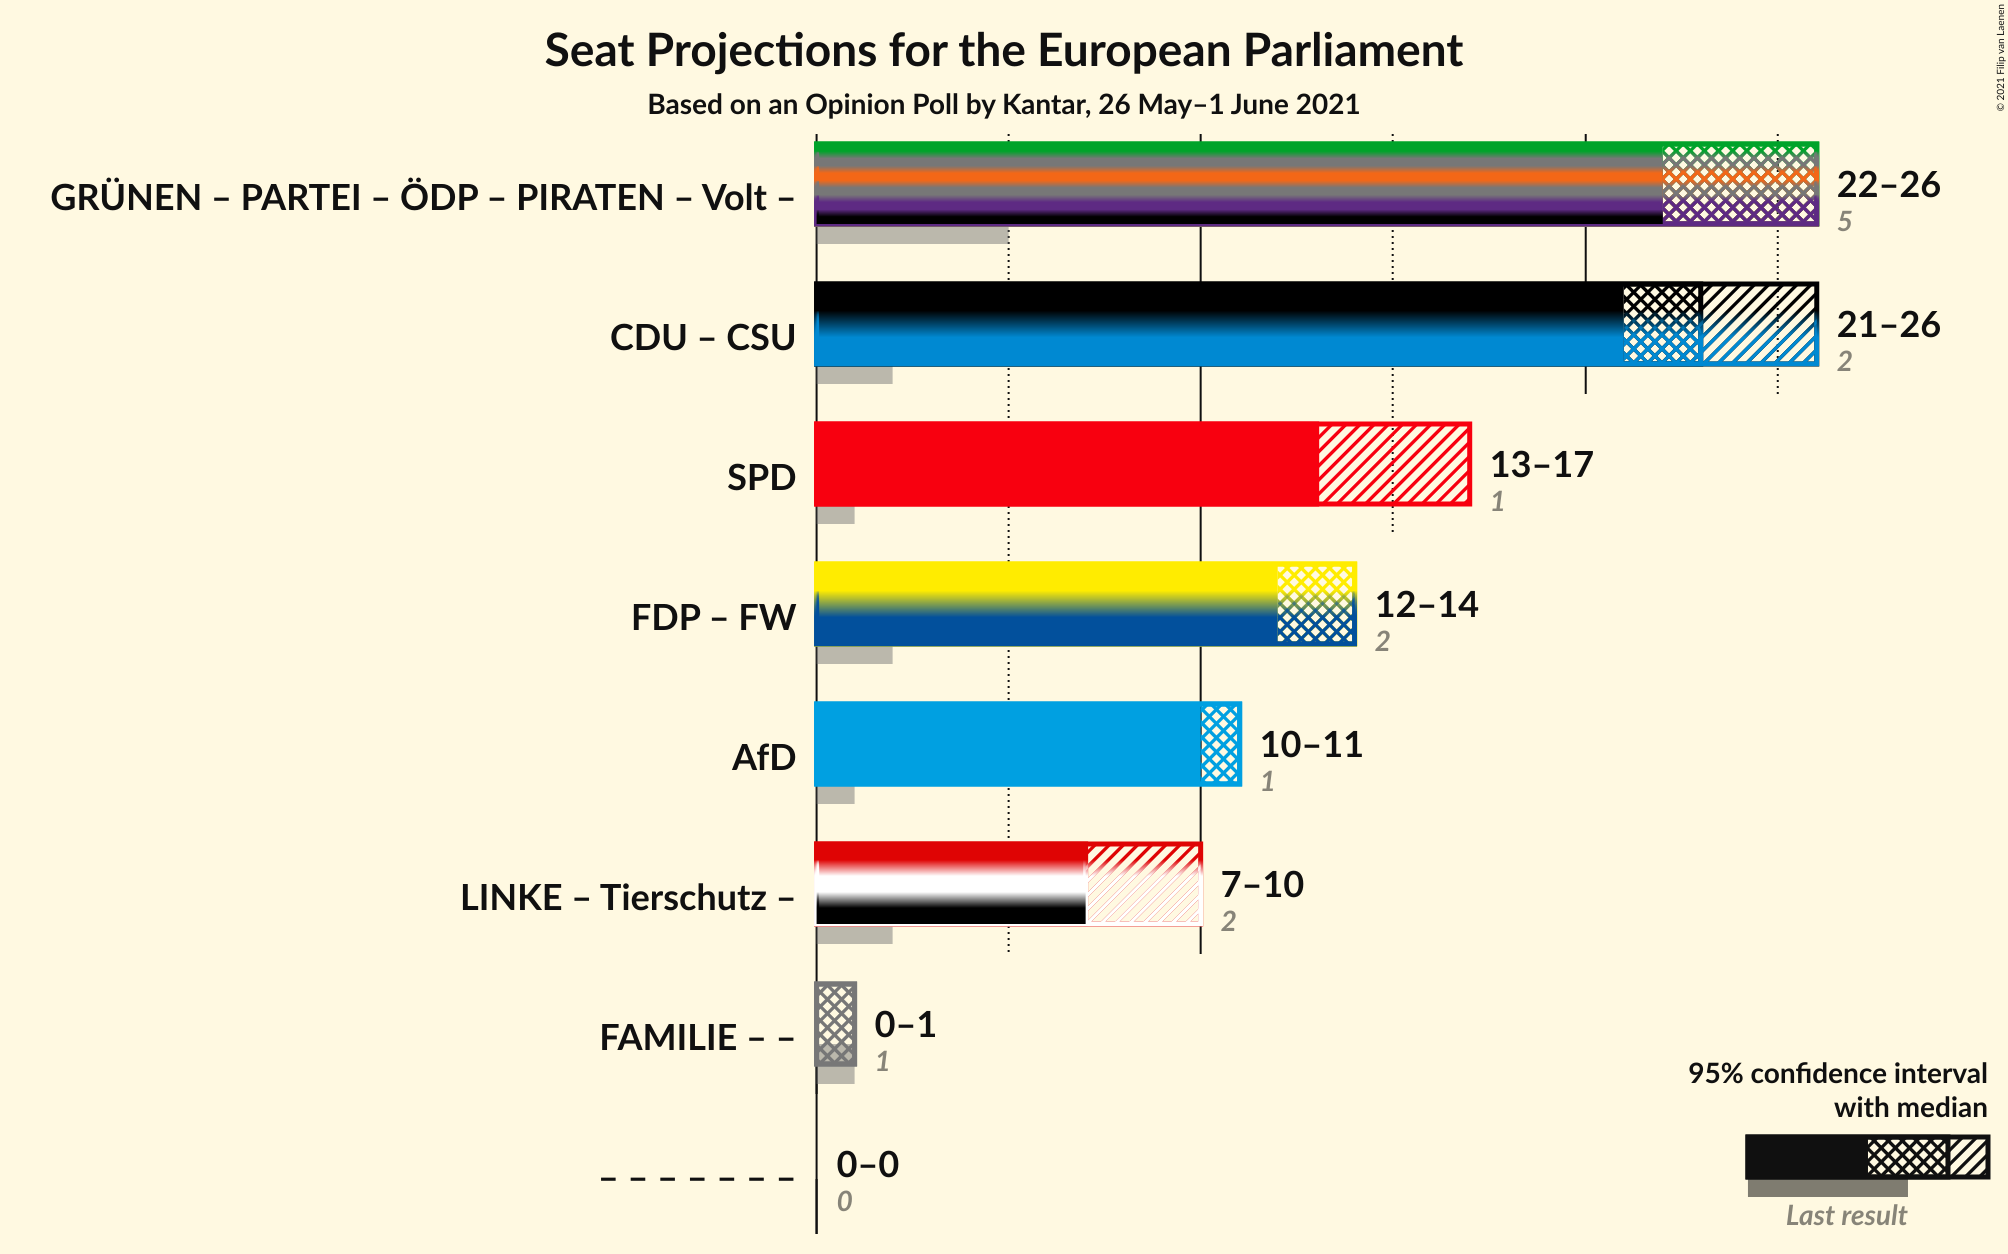 Seat Projections for the European Parliament
Based on an Opinion Poll by Kantar, 26 May–1 June 2021
© 2021 Filip van Laenen
GRÜNEN – PARTEI – ÖDP – PIRATEN – Volt –
22–26
5
CDU – CSU
21–26
2
SPD
13–17
1
FDP – FW
12–14
2
AfD
10–11
1
LINKE – Tierschutz –
7–10
2
FAMILIE – –
0–1
1
– – – – – – –
0–0
0
95% confidence interval
with median
Last result